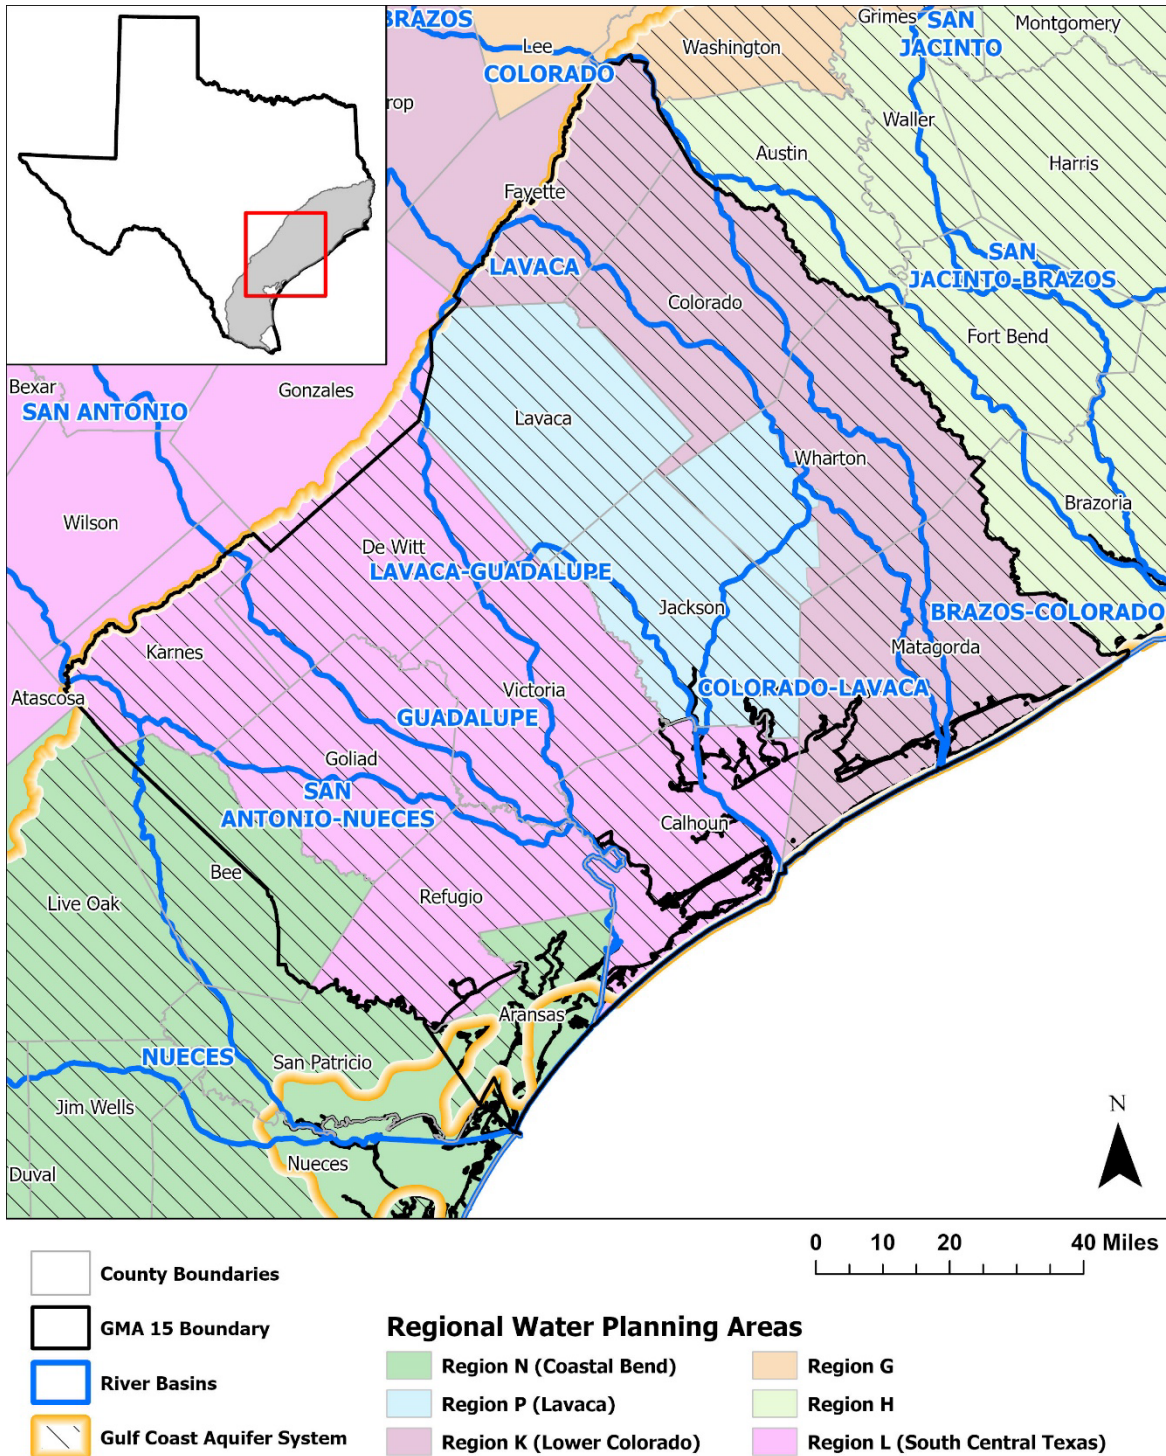 BRAZOS
Grimes
SAN
JACINTO
Montgomery
Lee
Washington
COLORADO
rop
Waller
Austin
Harris
Fayette
SAN
JACINTO-BRAZOS
LAVACA
Colorado
Fort Bend
Bexar
Gonzales
SAN ANTONIO
Lavaca
Wharton
Wilson
Brazoria
De Witt
LAVACA-GUADALUPE
Jackson
BRAZOS-COLORADO
Karnes
Matagorda
Atascosa
Victoria
COLORADO-LAVACA
GUADALUPE
Goliad
SAN
ANTONIO-NUECES
Calhoun
Bee
Live Oak
Refugio
Aransas
NUECES
San Patricio
Jim Wells
N
Nueces
Duval
0 10 20 40 Miles
County Boundaries
GMA 15 Boundary
River Basins
Gulf Coast Aquifer System
Regional Water Planning Areas
Region N (Coastal Bend)
Region P (Lavaca)
Region K (Lower Colorado)
Region G
Region H
Region L (South Central Texas)